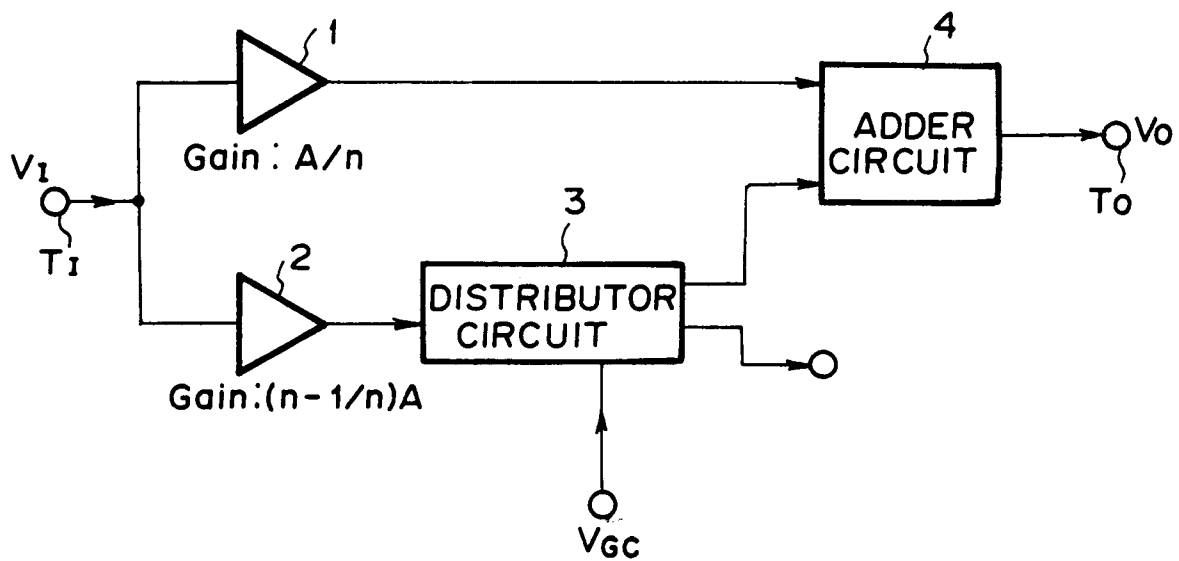 1
4
ADDER
CIRCUIT
VO
TO
Gain: A/n
VI
TI
3
2
DISTRIBUTOR
CIRCUIT
Gain:(n-1/n)A
VGC